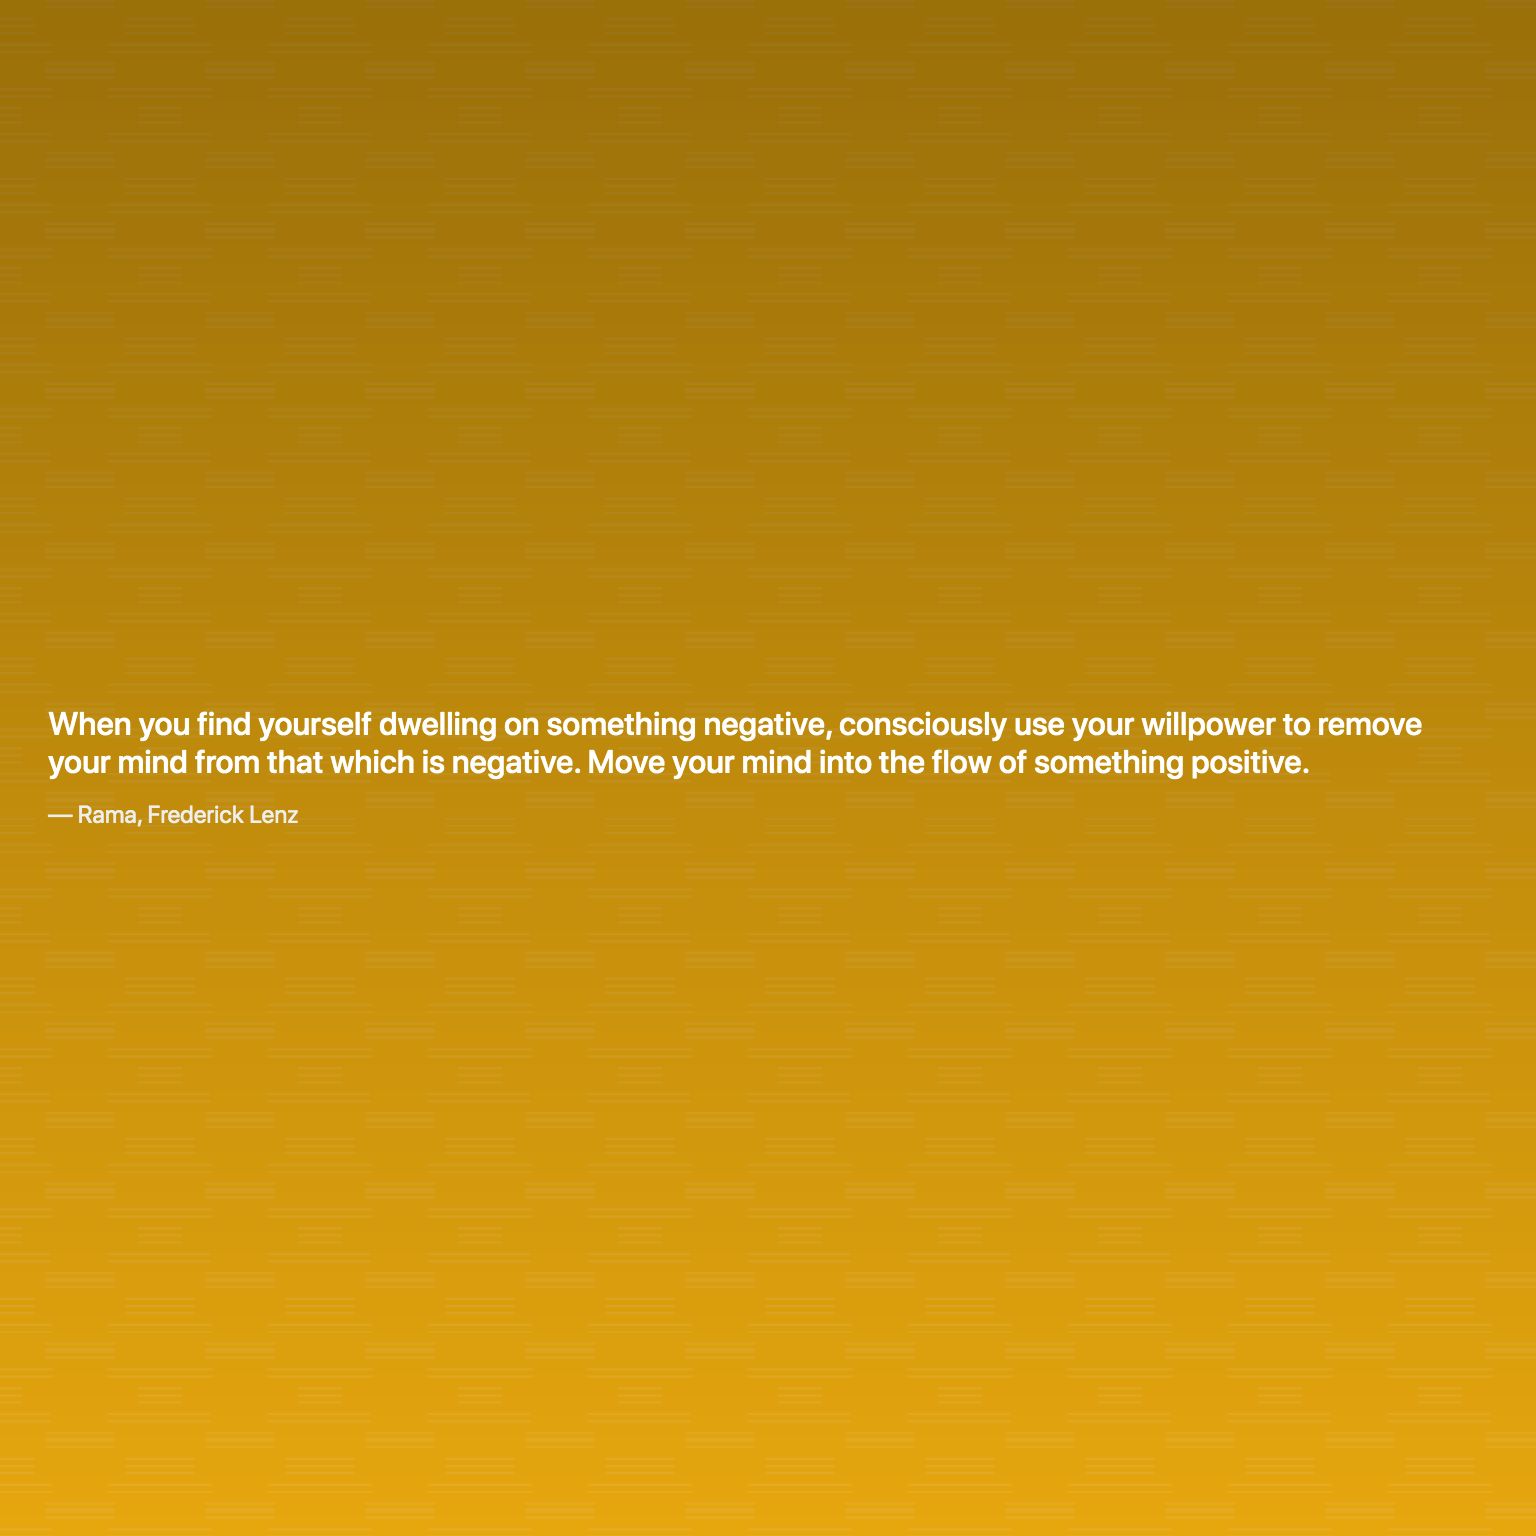 When you find yourself dwelling on something negative, consciously use your willpower to remove
your mind from that which is negative. Move your mind into the flow of something positive.
— Rama, Frederick Lenz